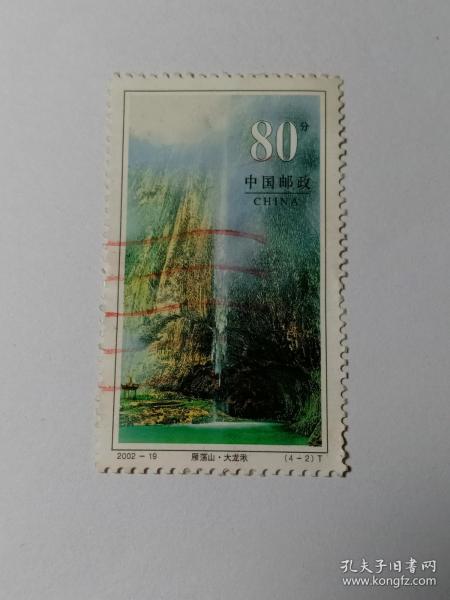 80分
中国邮政
CHINA
2002-19 雁荡山·大龙湫 (4-2)T
孔夫子旧书网
www.kongfz.com